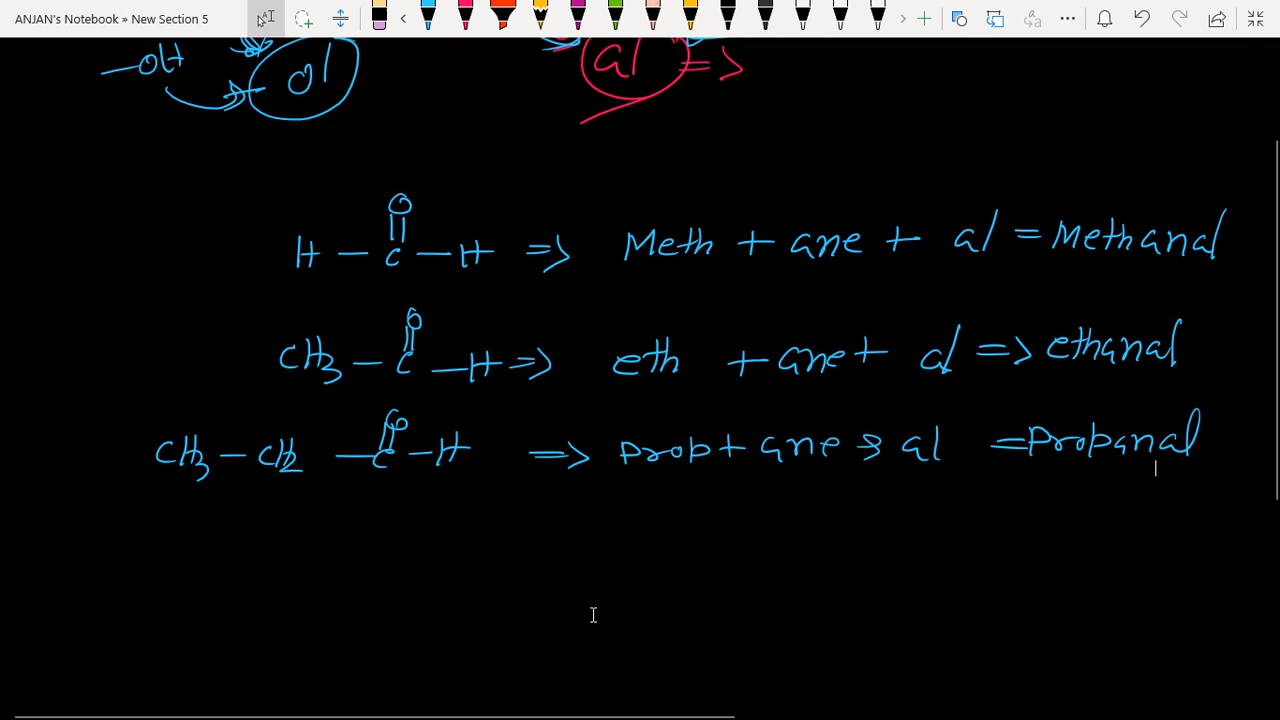 ANJAN's Notebook » New Section 5
-OH ol al =>
O
H - C - H => Meth + ane + al = Methanal
O
CH3 - C - H => eth + ane + al => ethanal
O
CH3 - CH2 - C - H => Prop + ane & al = Propanal